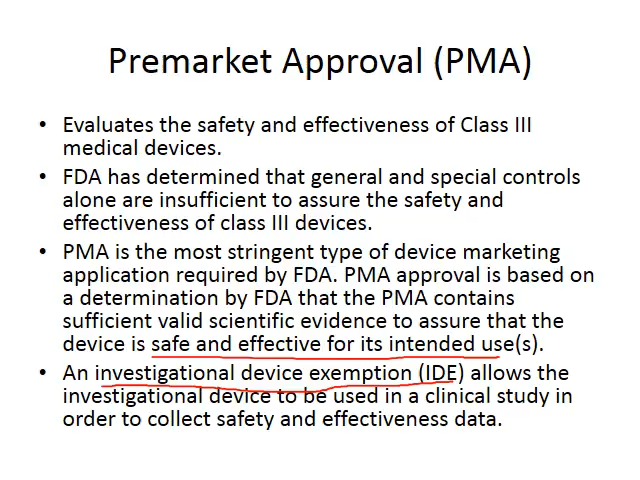 Premarket Approval (PMA)
• Evaluates the safety and effectiveness of Class III
medical devices.
• FDA has determined that general and special controls
alone are insufficient to assure the safety and
effectiveness of class III devices.
• PMA is the most stringent type of device marketing
application required by FDA. PMA approval is based on
a determination by FDA that the PMA contains
sufficient valid scientific evidence to assure that the
device is safe and effective for its intended use(s).
• An investigational device exemption (IDE) allows the
investigational device to be used in a clinical study in
order to collect safety and effectiveness data.